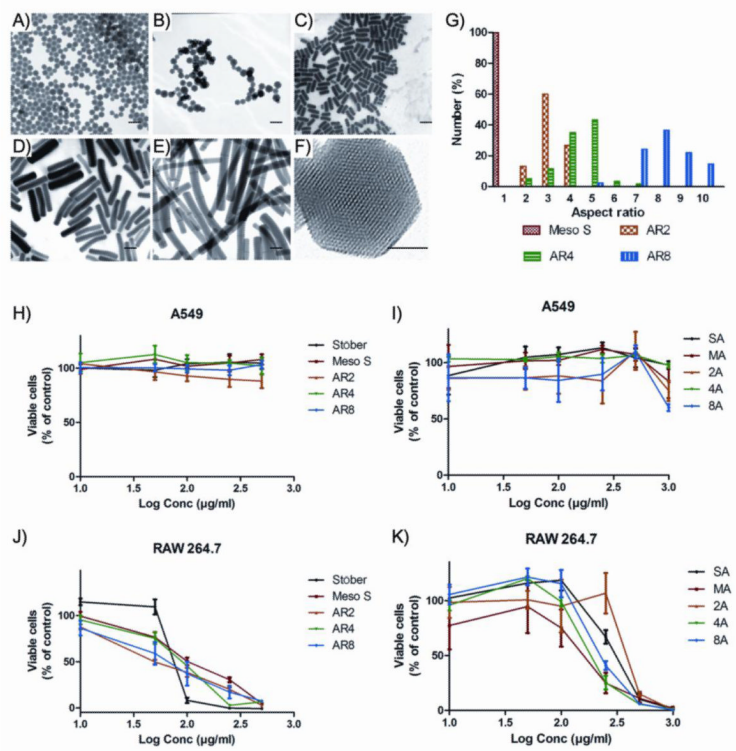 A)
B)
C)
D)
E)
F)
G)
Number (%)
100
80
60
40
20
0
1 2 3 4 5 6 7 8 9 10
Aspect ratio
Meso S
AR2
AR4
AR8
H)
A549
Viable cells
(% of control)
100
50
0
1.0 1.5 2.0 2.5 3.0
Log Conc (µg/ml)
Stöber
Meso S
AR2
AR4
AR8
I)
A549
Viable cells
(% of control)
100
50
0
1.0 1.5 2.0 2.5 3.0
Log Conc (µg/ml)
SA
MA
2A
4A
8A
J)
RAW 264.7
Viable cells
(% of control)
100
50
0
1.0 1.5 2.0 2.5 3.0
Log Conc (µg/ml)
Stöber
Meso S
AR2
AR4
AR8
K)
RAW 264.7
Viable cells
(% of control)
100
50
0
1.0 1.5 2.0 2.5 3.0
Log Conc (µg/ml)
SA
MA
2A
4A
8A